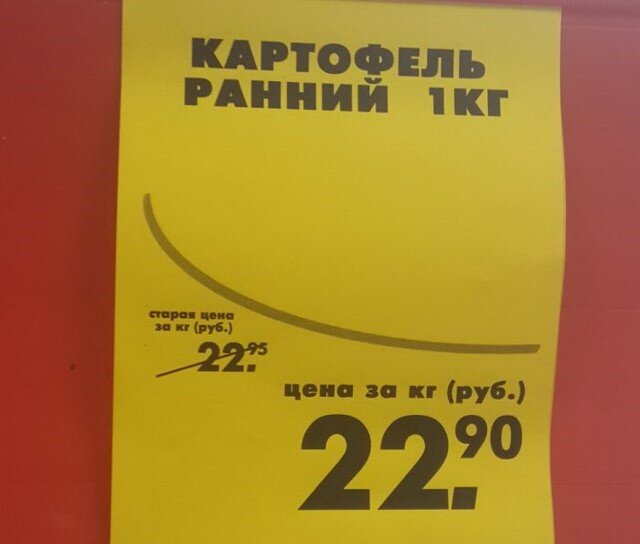 КАРТОФЕЛЬ
РАННИЙ 1КГ
старая цена
за кг (руб.)
22.95
цена за кг (руб.)
22.90